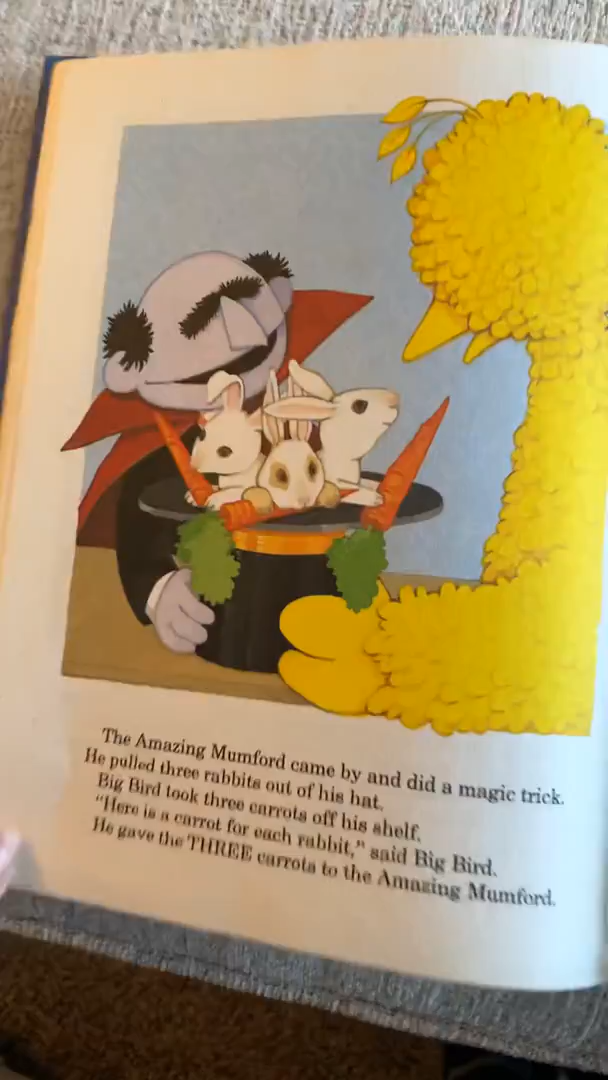 The Amazing Mumford came by and did a magic trick.
He pulled three rabbits out of his hat.
Big Bird took three carrots off his shelf.
"Here is a carrot for each rabbit," said Big Bird.
He gave the THREE carrots to the Amazing Mumford.